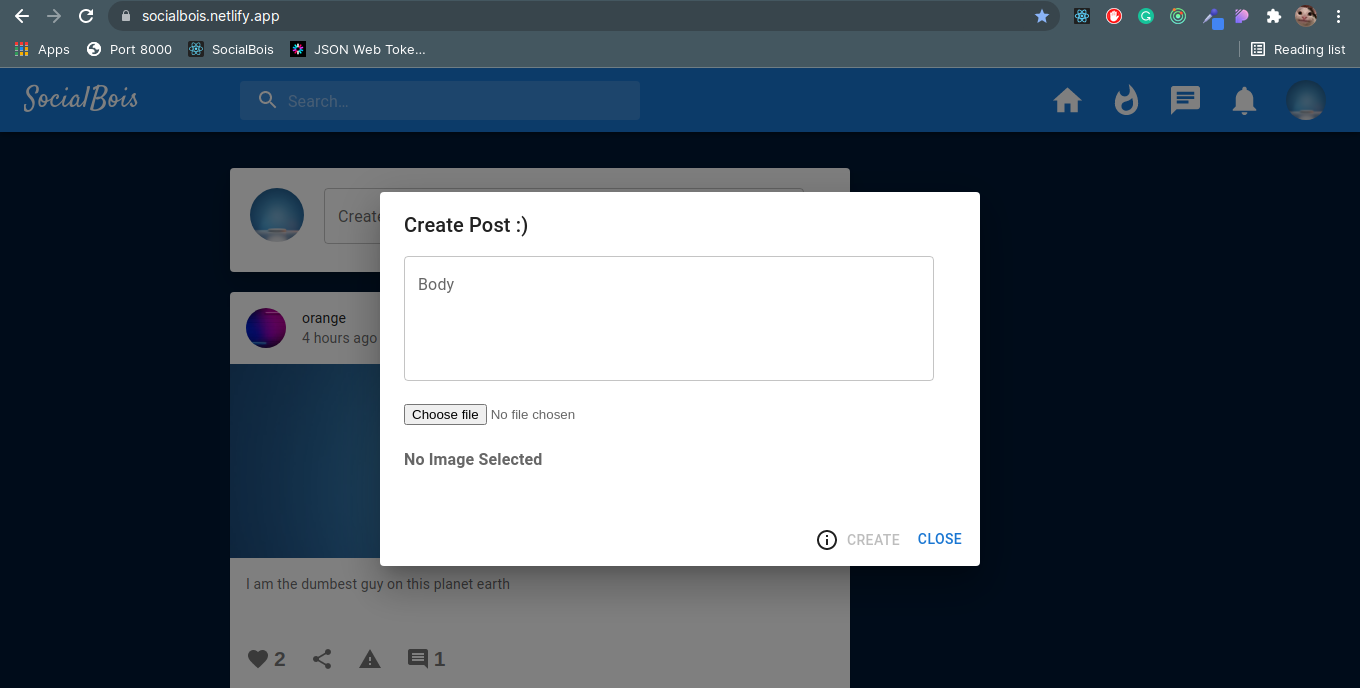 socialbois.netlify.app
Apps Port 8000 SocialBois JSON Web Toke... Reading list
SocialBois Search...
Create Post :)
Body
orange
4 hours ago
Choose file No file chosen
No Image Selected
CREATE CLOSE
I am the dumbest guy on this planet earth
2 1